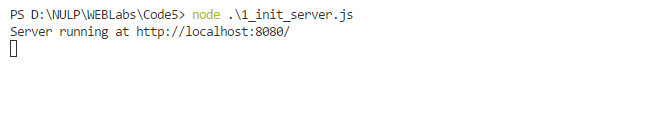 PS D:\NULP\WEBLabs\Code5> node .\1_init_server.js
Server running at http://localhost:8080/